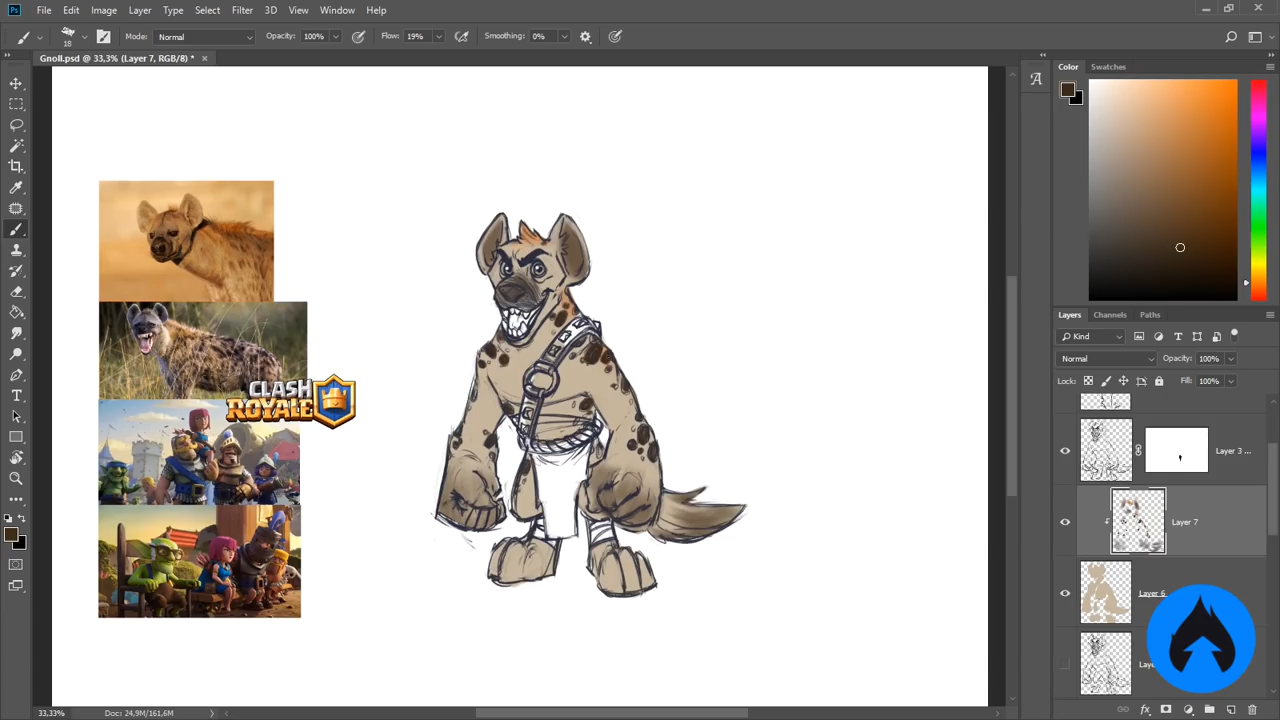 Ps File Edit Image Layer Type Select Filter 3D View Window Help
18 Mode: Normal Opacity: 100% Flow: 19% Smoothing: 0%
Gnoll.psd @ 33,3% (Layer 7, RGB/8) *
Color Swatches
CLASH
ROYALE
Layers Channels Paths
Kind
Normal Opacity: 100%
Lock: Fill: 100%
Layer 3 ...
Layer 7
Layer 6
33,33% Doc: 24,9M/161,6M